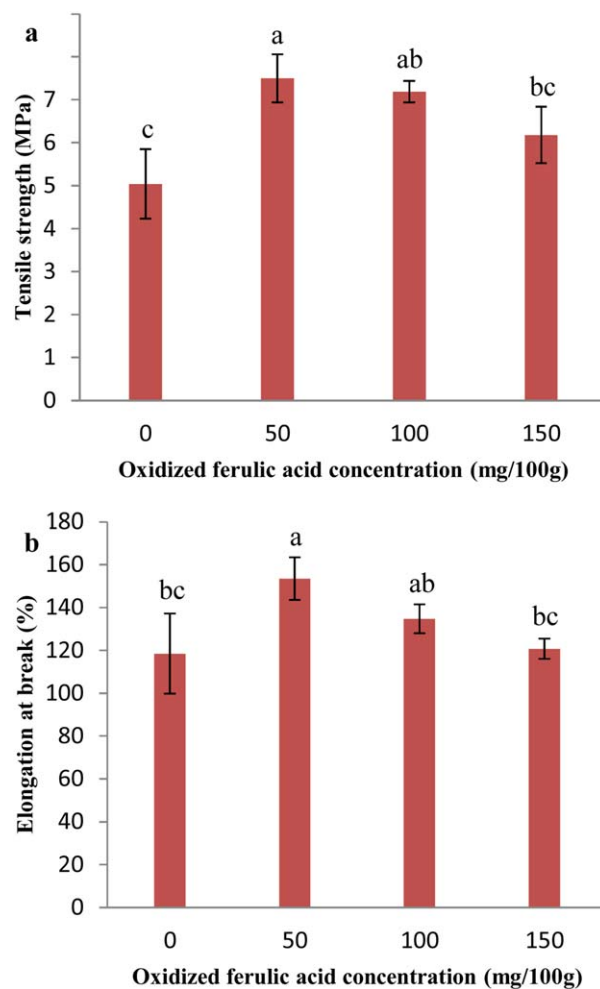 a
Tensile strength (MPa)
7
6
5
4
3
2
1
0
c
a
ab
bc
0 50 100 150
Oxidized ferulic acid concentration (mg/100g)
b
Elongation at break (%)
180
160
140
120
100
80
60
40
20
0
bc
a
ab
bc
0 50 100 150
Oxidized ferulic acid concentration (mg/100g)